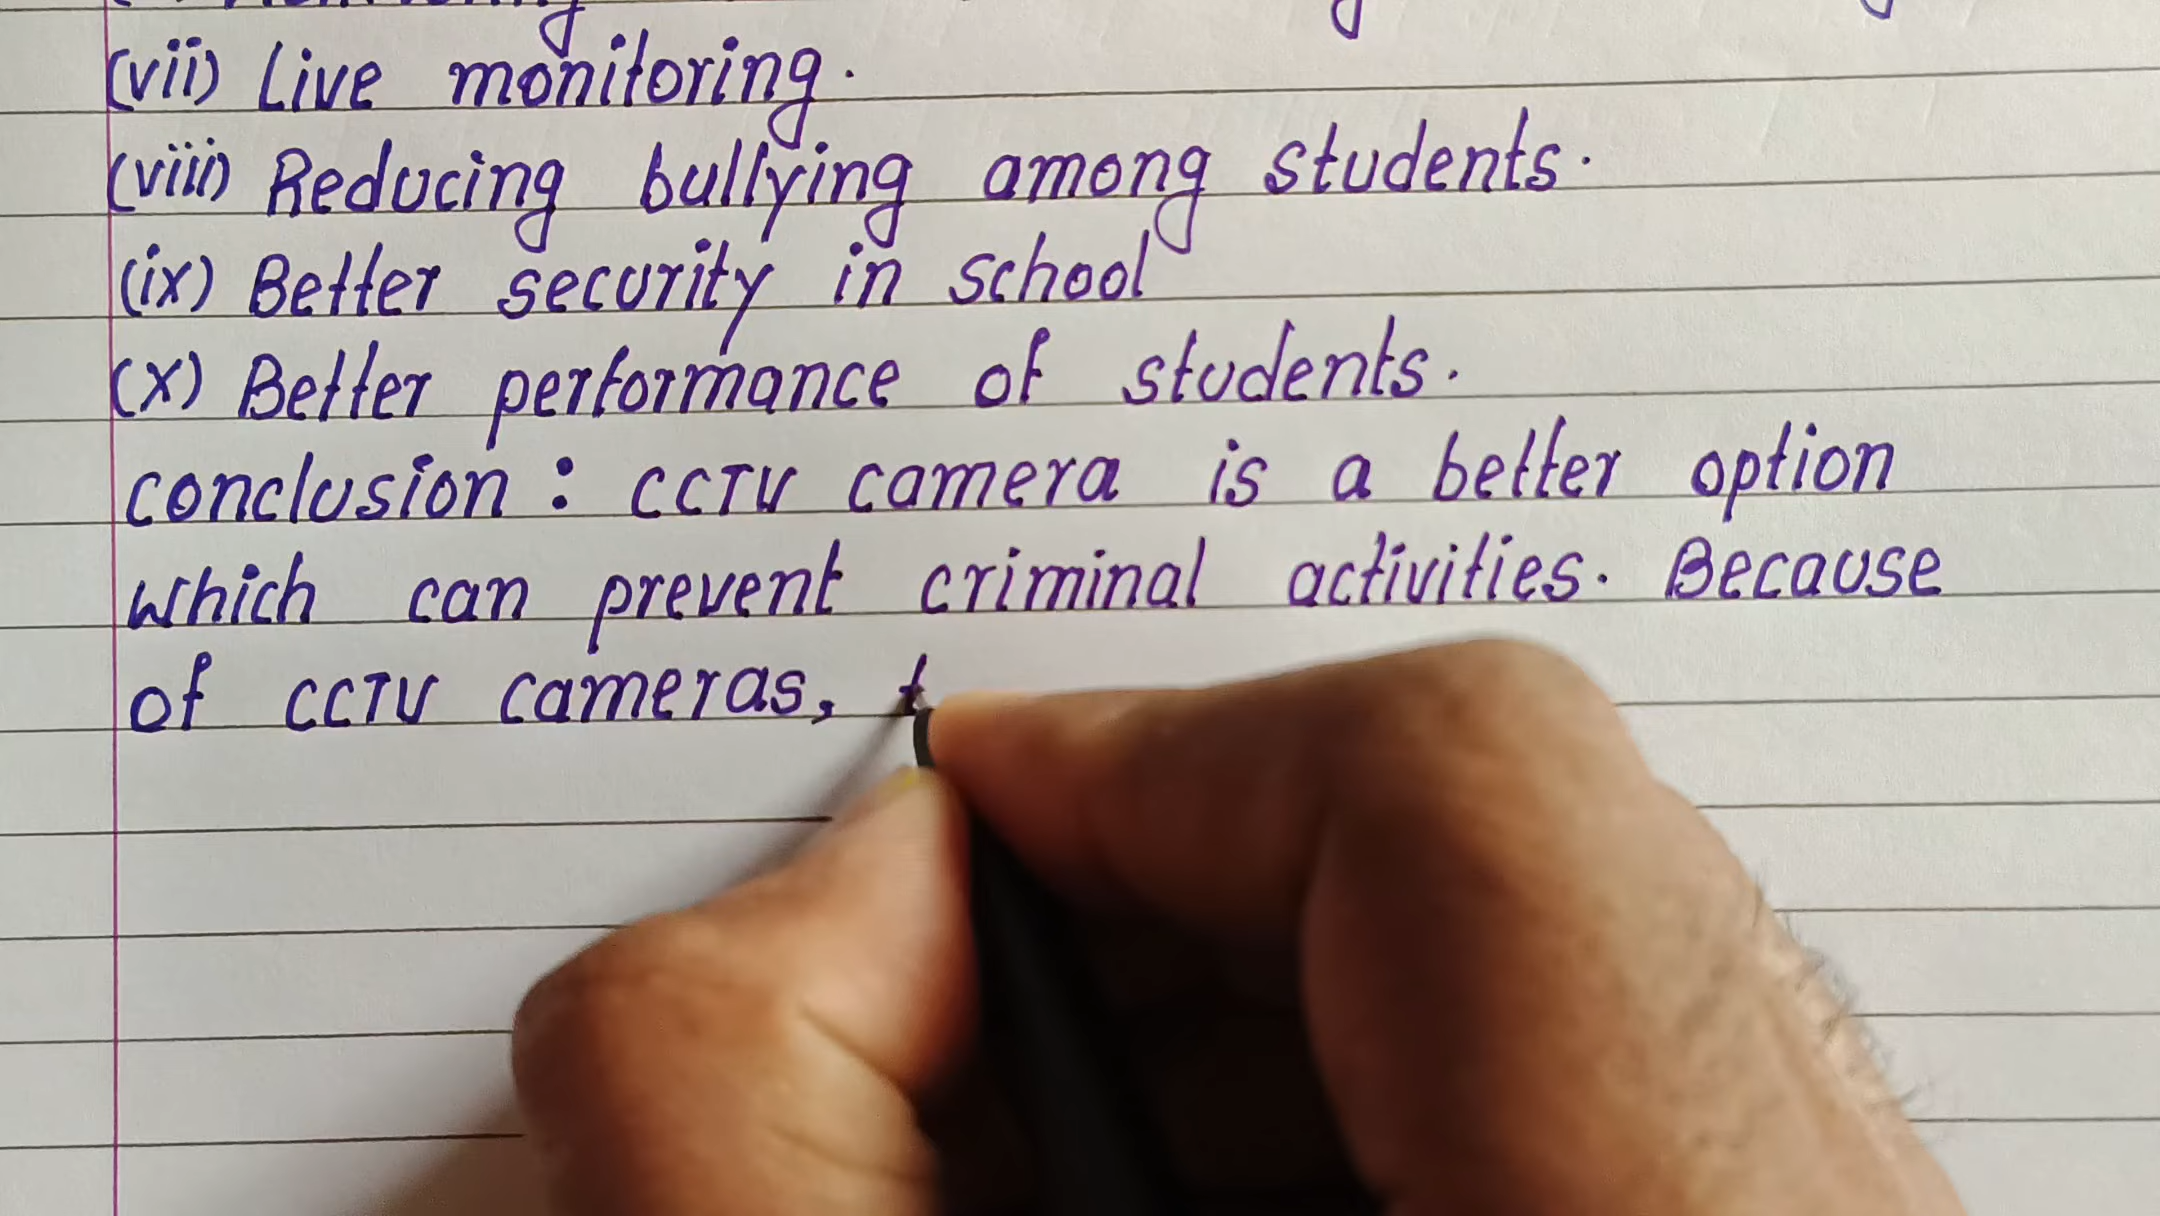 (vii) Live monitoring.
(viii) Reducing bullying among students.
(ix) Better security in school
(x) Better performance of students.
conclusion : CCTV camera is a better option
which can prevent criminal activities. Because
of CCTV cameras, t